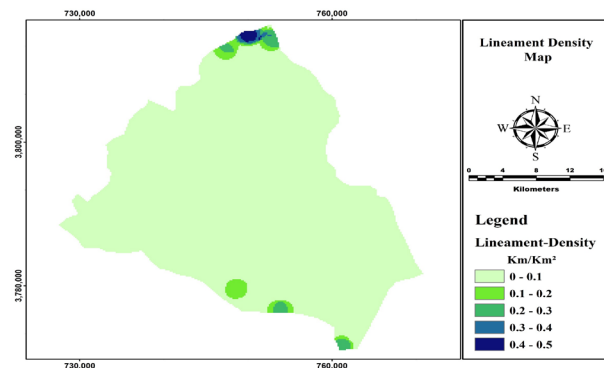 730,000
760,000
3,800,000
3,780,000
730,000
760,000
Lineament Density
Map
N
W
E
S
0 2 4 8 12 16
Kilometers
Legend
Lineament-Density
Km/Km²
0 - 0.1
0.1 - 0.2
0.2 - 0.3
0.3 - 0.4
0.4 - 0.5